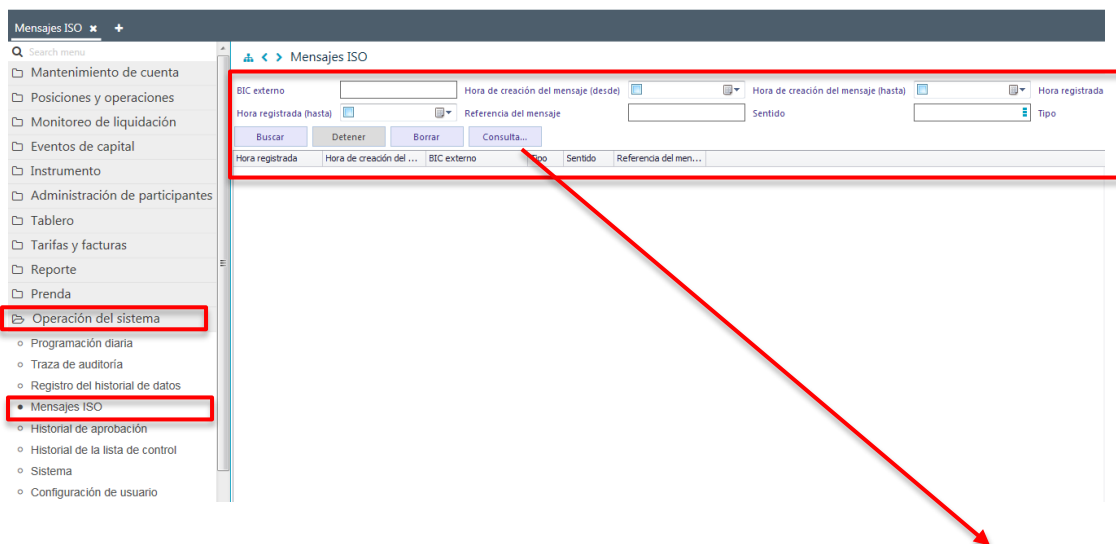 Mensajes ISO
Search menu
Mantenimiento de cuenta
Posiciones y operaciones
Monitoreo de liquidación
Eventos de capital
Instrumento
Administración de participantes
Tablero
Tarifas y facturas
Reporte
Prenda
Operación del sistema
Programación diaria
Traza de auditoría
Registro del historial de datos
Mensajes ISO
Historial de aprobación
Historial de la lista de control
Sistema
Configuración de usuario
Mensajes ISO
BIC externo Hora de creación del mensaje (desde) Hora de creación del mensaje (hasta) Hora registrada
Hora registrada (hasta) Referencia del mensaje Sentido Tipo
Buscar Detener Borrar Consulta...
Hora registrada Hora de creación del ... BIC externo Tipo Sentido Referencia del men...